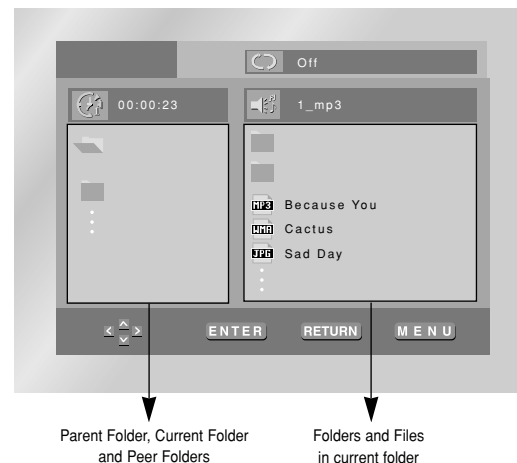 Off
00:00:23
1_mp3
MP3 Because You
WMA Cactus
JPG Sad Day
ENTER RETURN MENU
Parent Folder, Current Folder
and Peer Folders
Folders and Files
in current folder